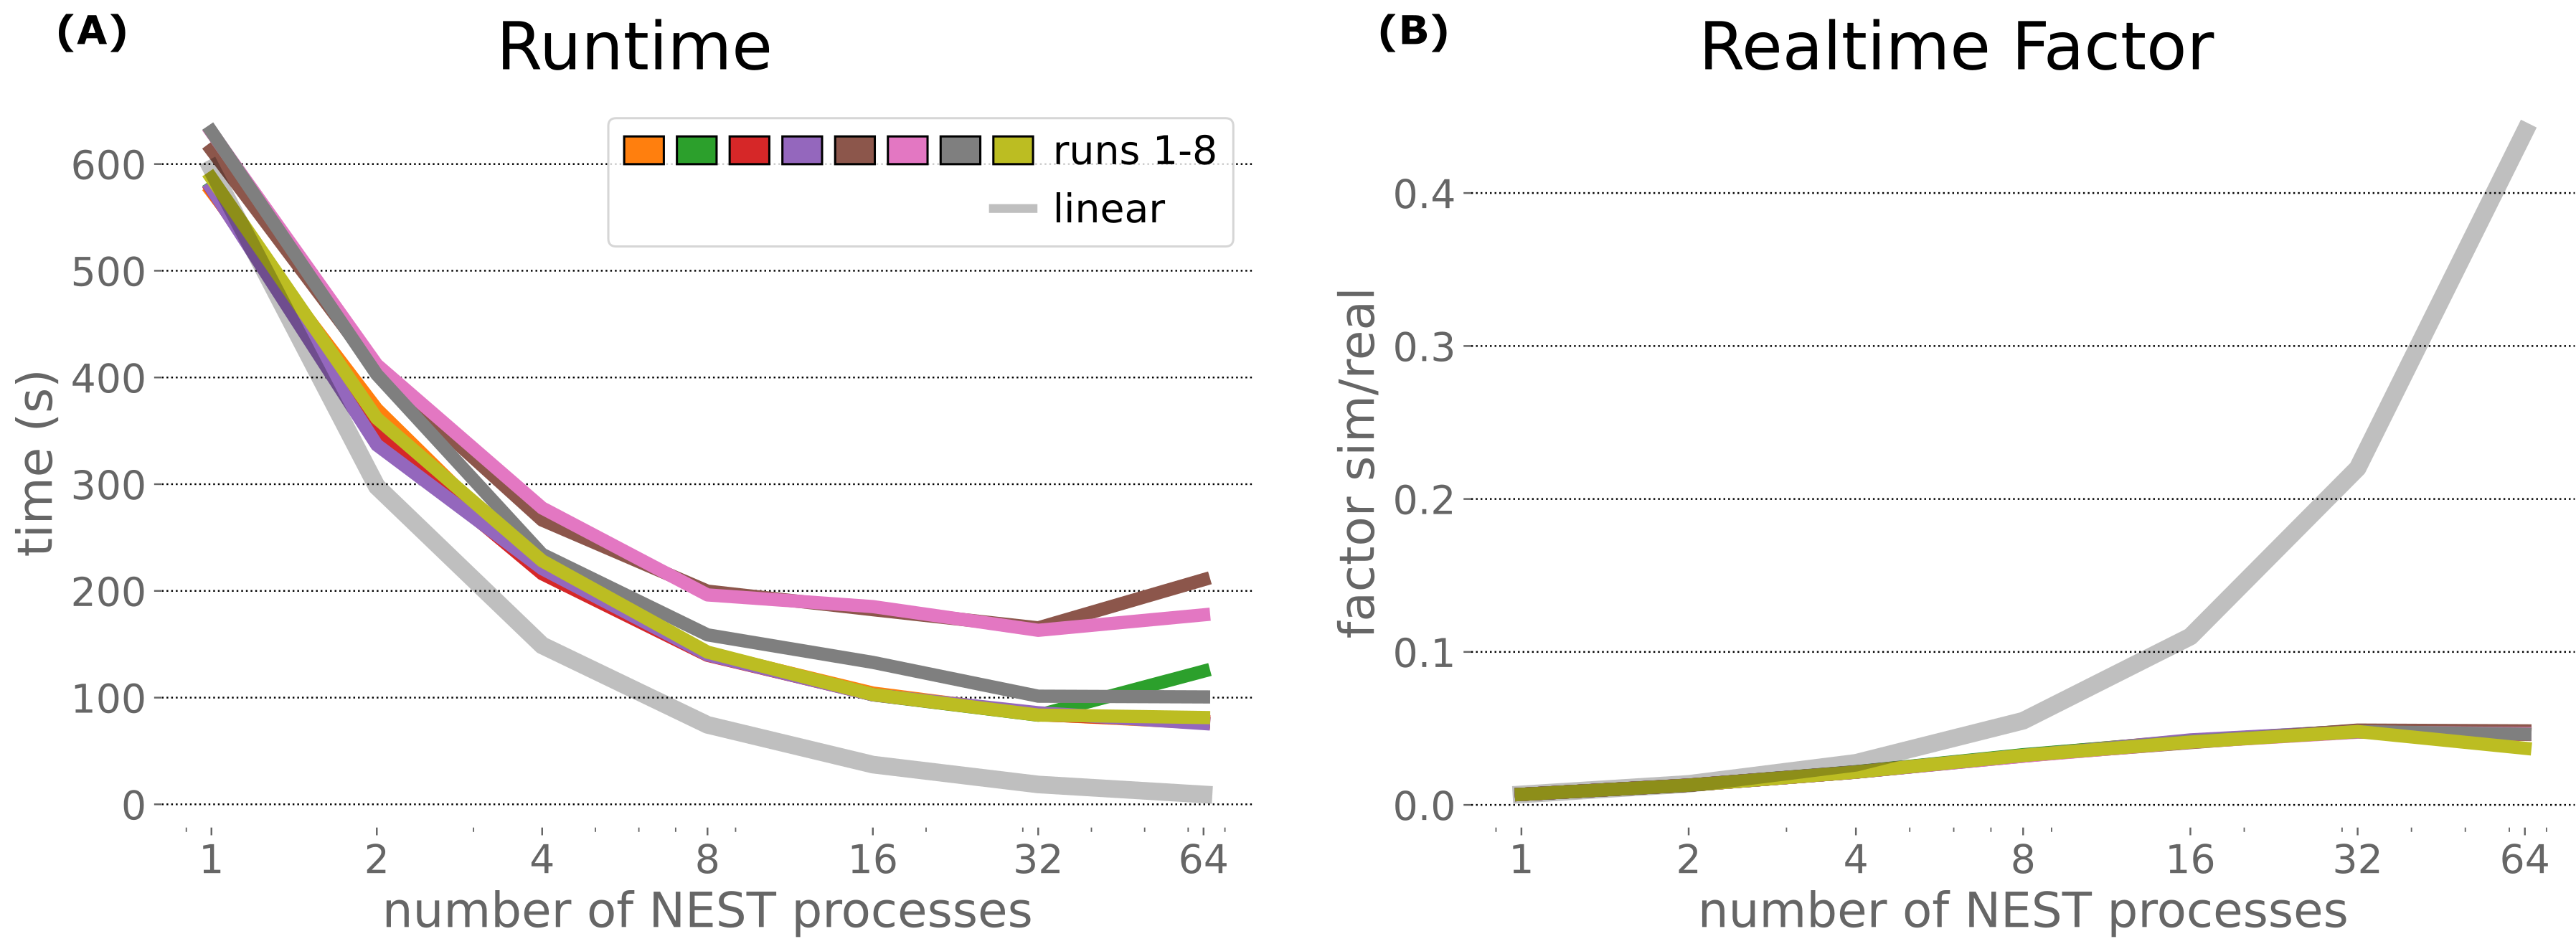 (A)
Runtime
600
500
400
300
200
100
0
time (s)
runs 1-8
linear
1 2 4 8 16 32 64
number of NEST processes
(B)
Realtime Factor
0.4
0.3
0.2
0.1
0.0
factor sim/real
1 2 4 8 16 32 64
number of NEST processes